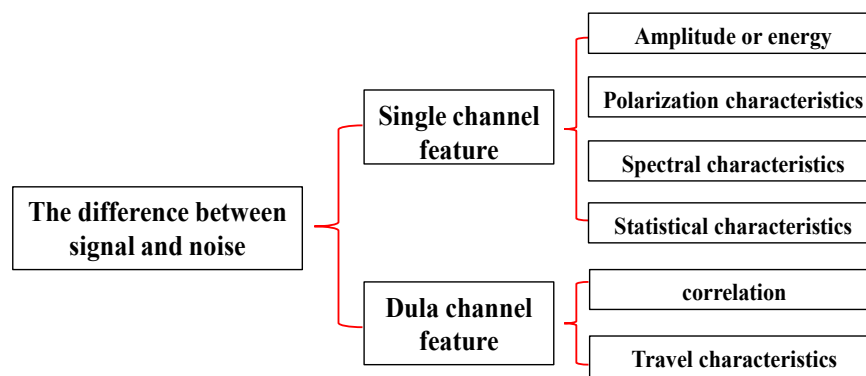 The difference between
signal and noise
Single channel
feature
Amplitude or energy
Polarization characteristics
Spectral characteristics
Statistical characteristics
Dula channel
feature
correlation
Travel characteristics